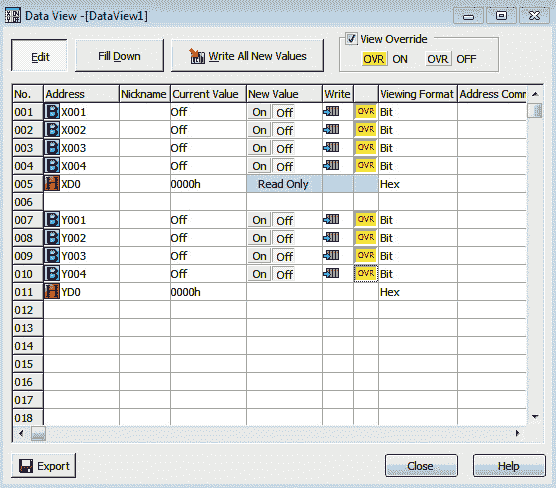 Data View -[DataView1]
Edit Fill Down Write All New Values View Override
OVR ON OVR OFF
No. Address Nickname Current Value New Value Write Viewing Format Address Comm
001 B X001 Off On Off OVR Bit
002 B X002 Off On Off OVR Bit
003 B X003 Off On Off OVR Bit
004 B X004 Off On Off OVR Bit
005 H XD0 0000h Read Only Hex
006
007 B Y001 Off On Off OVR Bit
008 B Y002 Off On Off OVR Bit
009 B Y003 Off On Off OVR Bit
010 B Y004 Off On Off OVR Bit
011 H YD0 0000h Hex
012
013
014
015
016
017
018
Export Close Help